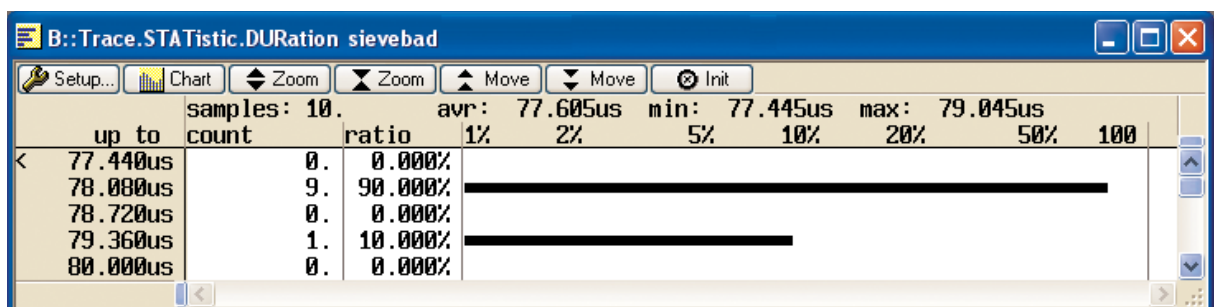 B::Trace.STATistic.DURation sievebad
Setup... Chart Zoom Zoom Move Move Init
samples: 10. avr: 77.605us min: 77.445us max: 79.045us
up to count ratio 1% 2% 5% 10% 20% 50% 100
< 77.440us 0. 0.000%
78.080us 9. 90.000%
78.720us 0. 0.000%
79.360us 1. 10.000%
80.000us 0. 0.000%